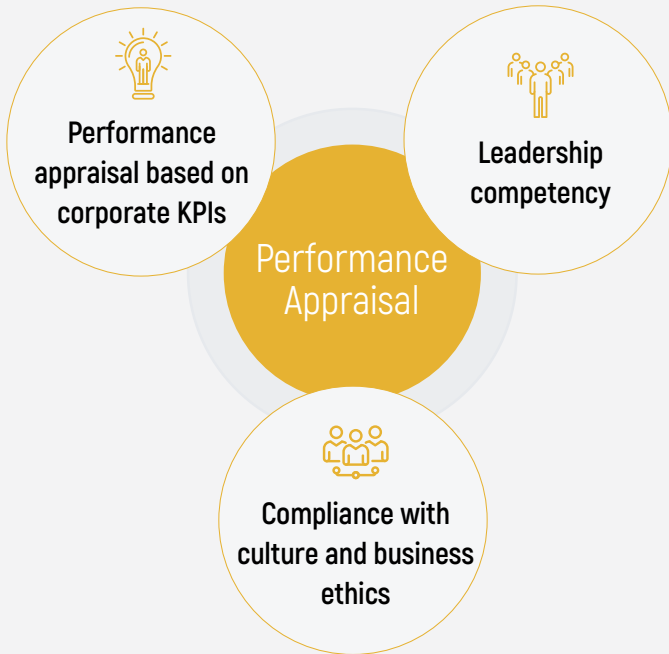 Performance
appraisal based on
corporate KPIs
Leadership
competency
Performance
Appraisal
Compliance with
culture and business
ethics